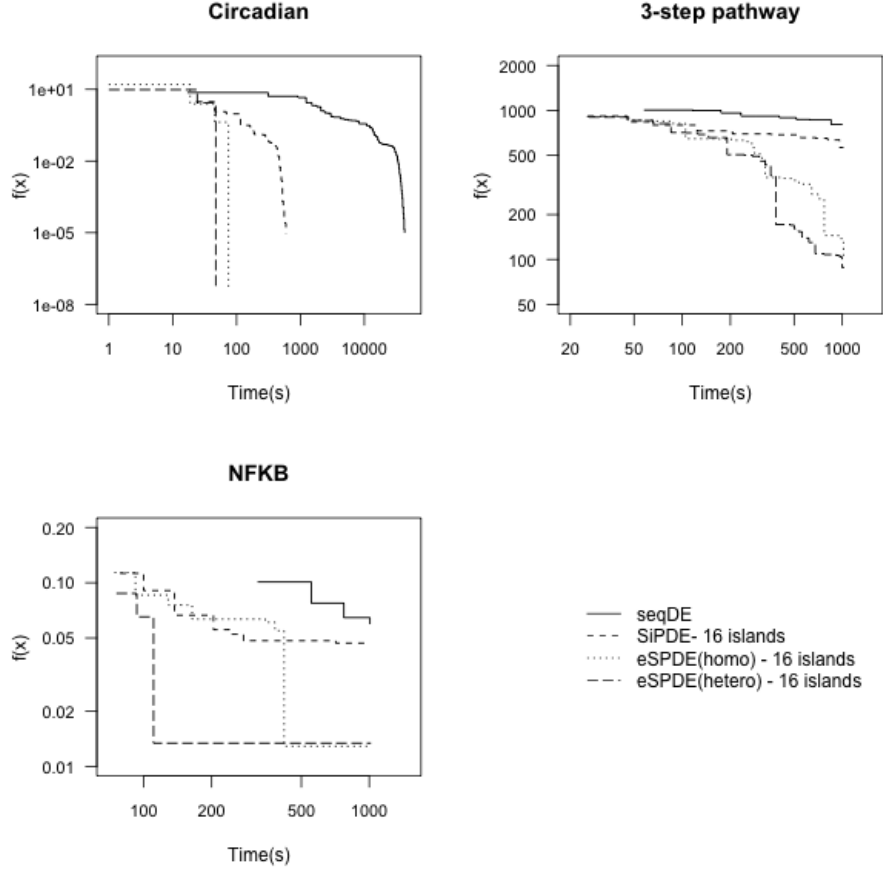 Circadian
f(x)
1e+01
1e-02
1e-05
1e-08
1 10 100 1000 10000
Time(s)
3-step pathway
f(x)
2000
1000
500
200
100
50
20 50 100 200 500 1000
Time(s)
NFKB
f(x)
0.20
0.10
0.05
0.02
0.01
100 200 500 1000
Time(s)
seqDE
SiPDE- 16 islands
eSPDE(homo) - 16 islands
eSPDE(hetero) - 16 islands